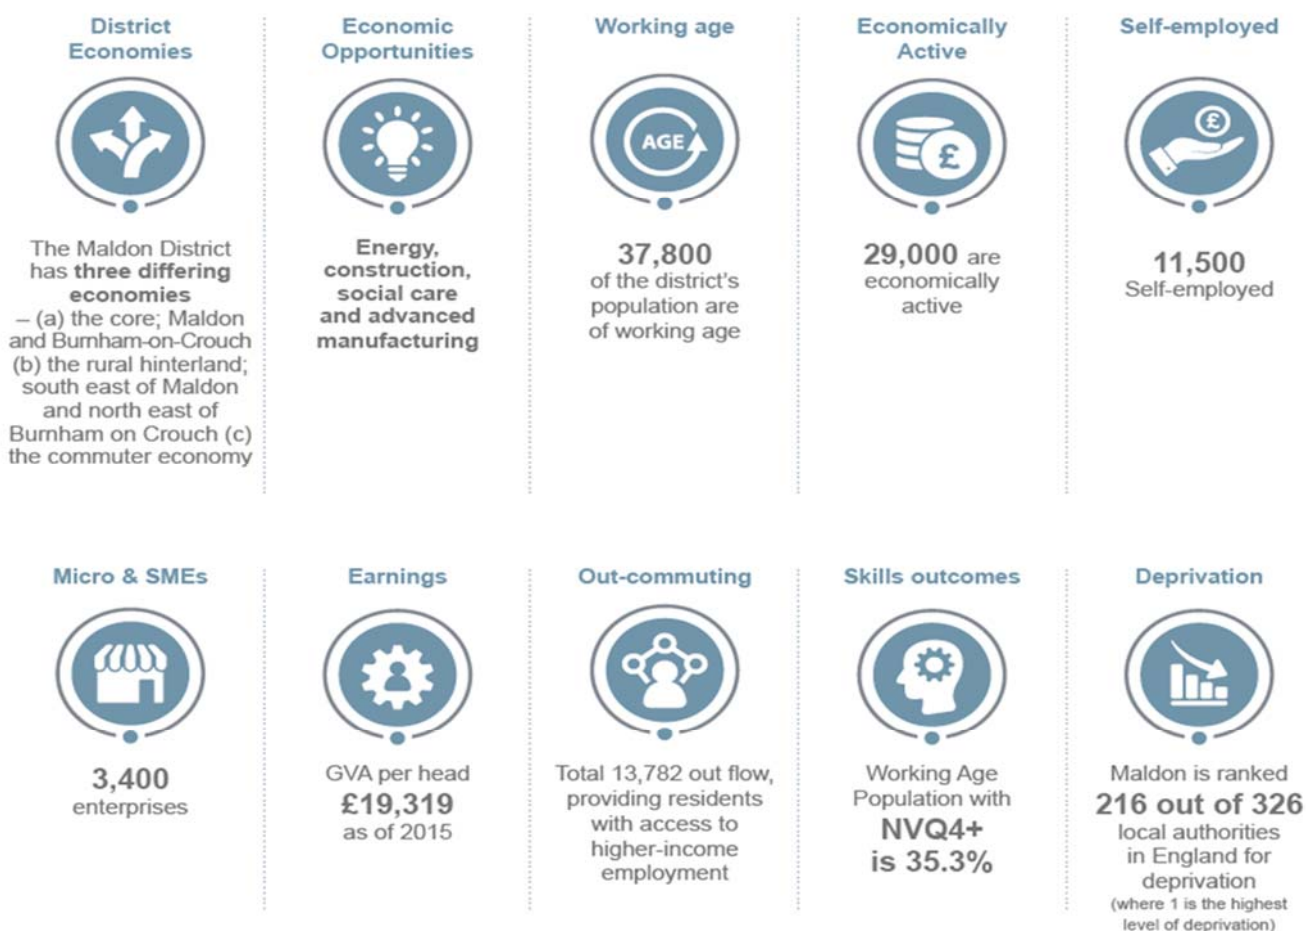 District
Economies
The Maldon District
has three differing
economies
– (a) the core; Maldon
and Burnham-on-Crouch
(b) the rural hinterland;
south east of Maldon
and north east of
Burnham on Crouch (c)
the commuter economy
Economic
Opportunities
Energy,
construction,
social care
and advanced
manufacturing
Working age
AGE
37,800
of the district's
population are
of working age
Economically
Active
£
29,000 are
economically
active
Self-employed
£
11,500
Self-employed
Micro & SMEs
3,400
enterprises
Earnings
GVA per head
£19,319
as of 2015
Out-commuting
Total 13,782 out flow,
providing residents
with access to
higher-income
employment
Skills outcomes
Working Age
Population with
NVQ4+
is 35.3%
Deprivation
Maldon is ranked
216 out of 326
local authorities
in England for
deprivation
(where 1 is the highest
level of deprivation)